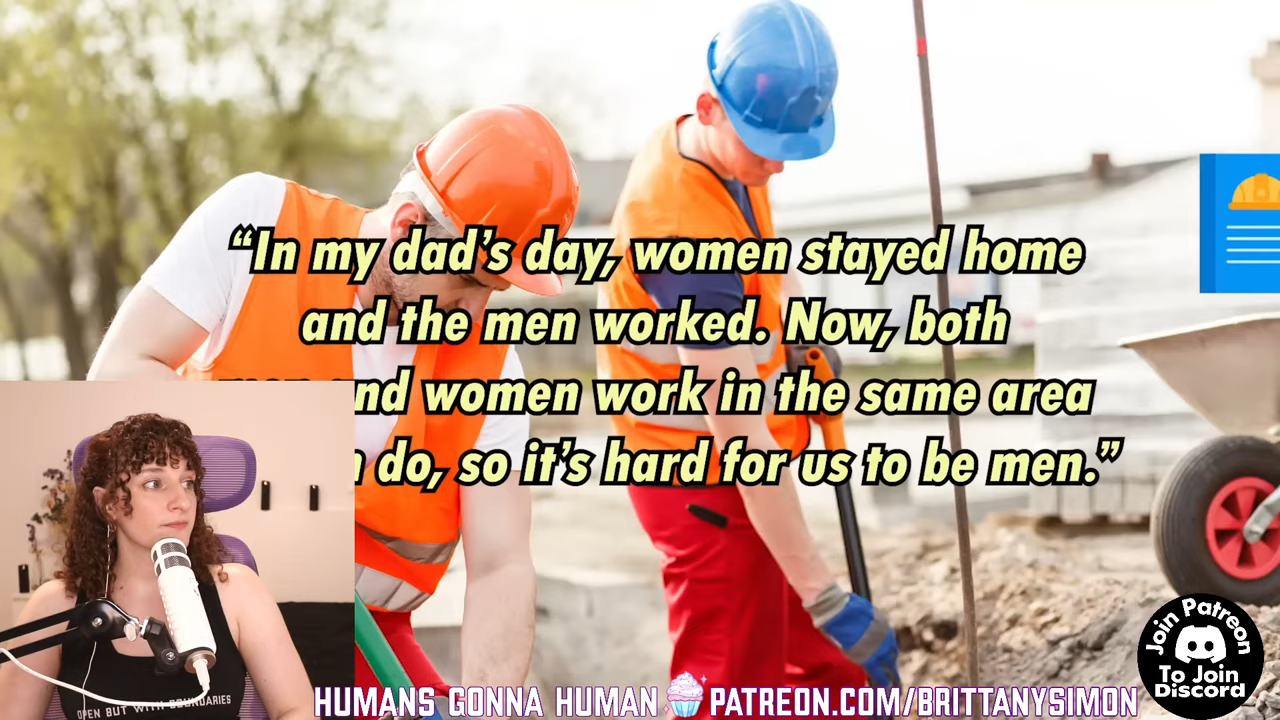 “In my dad’s day, women stayed home
and the men worked. Now, both
and women work in the same area
do, so it’s hard for us to be men.”
OPEN BUT WITH BOUNDARIES
HUMANS GONNA HUMAN PATREON.COM/BRITTANYSIMON
Join Patreon
To Join
Discord